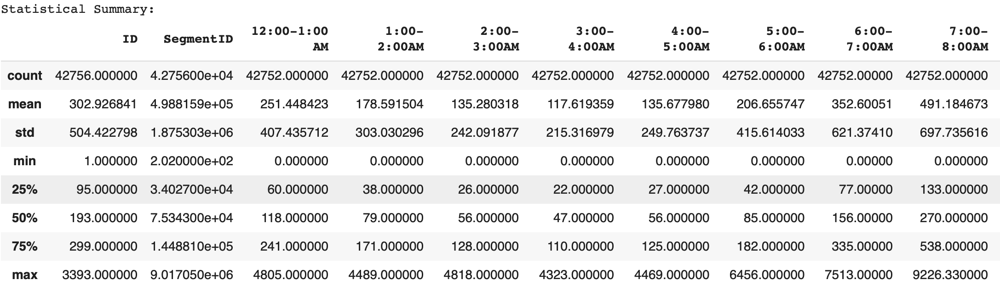 Statistical Summary:
ID SegmentID 12:00-1:00 AM 1:00-2:00AM 2:00-3:00AM 3:00-4:00AM 4:00-5:00AM 5:00-6:00AM 6:00-7:00AM 7:00-8:00AM
count 42756.000000 4.275600e+04 42752.000000 42752.000000 42752.000000 42752.000000 42752.000000 42752.000000 42752.00000 42752.000000
mean 302.926841 4.988159e+05 251.448423 178.591504 135.280318 117.619359 135.677980 206.655747 352.60051 491.184673
std 504.422798 1.875303e+06 407.435712 303.030296 242.091877 215.316979 249.763737 415.614033 621.37410 697.735616
min 1.000000 2.020000e+02 0.000000 0.000000 0.000000 0.000000 0.000000 0.000000 0.00000 0.000000
25% 95.000000 3.402700e+04 60.000000 38.000000 26.000000 22.000000 27.000000 42.000000 77.00000 133.000000
50% 193.000000 7.534300e+04 118.000000 79.000000 56.000000 47.000000 56.000000 85.000000 156.00000 270.000000
75% 299.000000 1.448810e+05 241.000000 171.000000 128.000000 110.000000 125.000000 182.000000 335.00000 538.000000
max 3393.000000 9.017050e+06 4805.000000 4489.000000 4818.000000 4323.000000 4469.000000 6456.000000 7513.00000 9226.330000